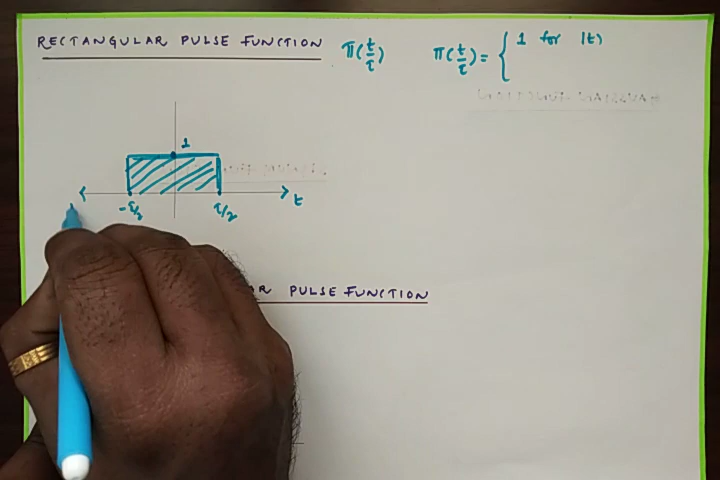 RECTANGULAR PULSE FUNCTION π(t/τ) π(t/τ) = { 1 for |t|
1
t
-τ/2 τ/2
PULSE FUNCTION